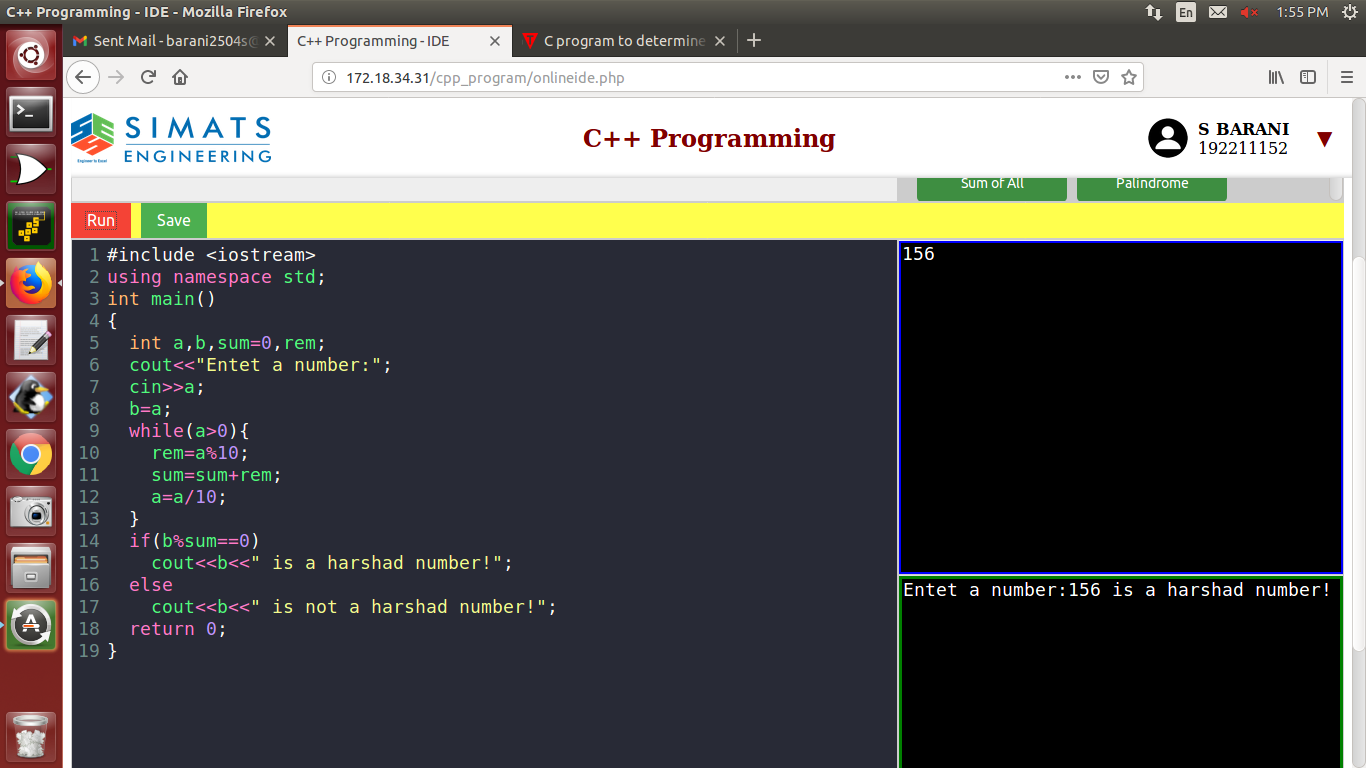 C++ Programming - IDE - Mozilla Firefox
En
1:55 PM
Sent Mail - barani2504s@
C++ Programming - IDE
C program to determine
172.18.34.31/cpp_program/onlineide.php
SIMATS
ENGINEERING
Engineer to Excel
C++ Programming
S BARANI
192211152
Sum of All
Palindrome
Run
Save
1 #include <iostream>
2 using namespace std;
3 int main()
4 {
5   int a,b,sum=0,rem;
6   cout<<"Entet a number:";
7   cin>>a;
8   b=a;
9   while(a>0){
10     rem=a%10;
11     sum=sum+rem;
12     a=a/10;
13   }
14   if(b%sum==0)
15     cout<<b<<" is a harshad number!";
16   else
17     cout<<b<<" is not a harshad number!";
18   return 0;
19 }
156
Entet a number:156 is a harshad number!